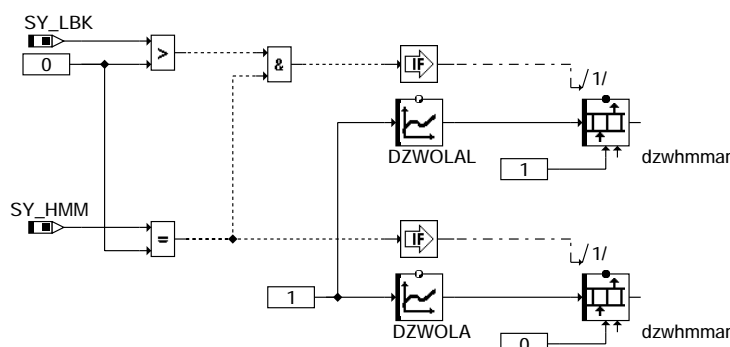 SY_LBK
0
>
&
IF
/1/
DZWOLAL
1
dzwhmmar
SY_HMM
=
IF
/1/
1
DZWOLA
0
dzwhmmar